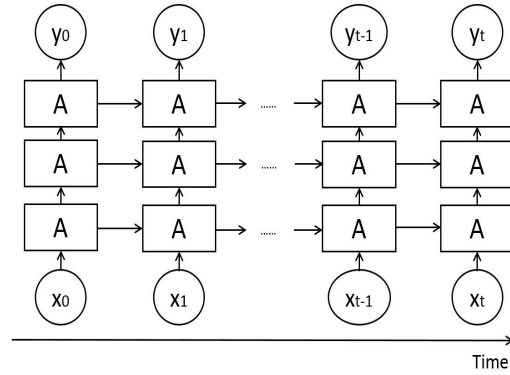 y0 y1 yt-1 yt
A A ...... A A
A A ...... A A
A A ...... A A
x0 x1 xt-1 xt
Time